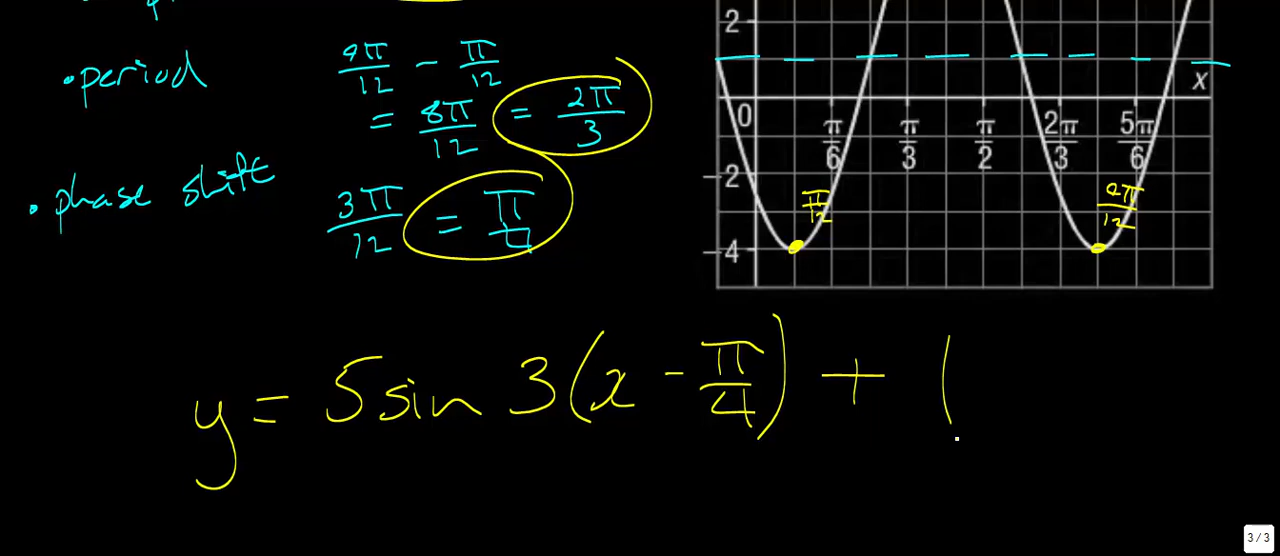 • period
9π/12 - π/12
= 8π/12 = 2π/3
• phase shift
3π/12 = π/4
2
x
0
π/6 π/3 π/2 2π/3 5π/6
-2
π/12 9π/12
-4
y = 5 sin 3(x - π/4) + (
3/3